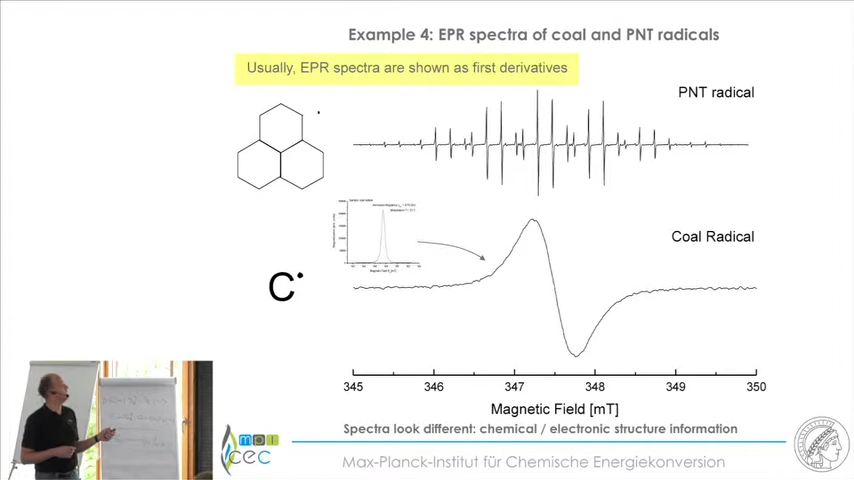 Example 4: EPR spectra of coal and PNT radicals
Usually, EPR spectra are shown as first derivatives
PNT radical
Coal Radical
C•
345 346 347 348 349 350
Magnetic Field [mT]
Spectra look different: chemical / electronic structure information
mpi
cec
Max-Planck-Institut für Chemische Energiekonversion